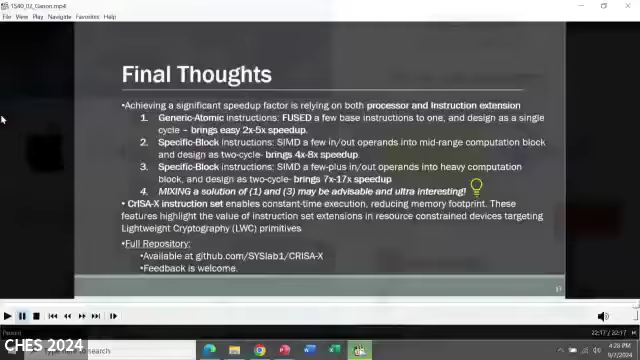 1540_02_Ganon.mp4
File View Play Navigate Favorites Help
Final Thoughts
•Achieving a significant speedup factor is relying on both processor and Instruction extension
1. Generic-Atomic instructions: FUSED a few base instructions to one, and design as a single
cycle – brings easy 2x-5x speedup.
2. Specific-Block instructions: SIMD a few in/out operands into mid-range computation block
and design as two-cycle- brings 4x-8x speedup.
3. Specific-Block instructions: SIMD a few-plus in/out operands into heavy computation
block, and design as two-cycle- brings 7x-17x speedup
4. MIXING a solution of (1) and (3) may be advisable and ultra interesting!
• CrISA-X instruction set enables constant-time execution, reducing memory footprint. These
features highlight the value of instruction set extensions in resource constrained devices targeting
Lightweight Cryptography (LWC) primitives
•Full Repository:
•Available at github.com/SYSlab1/CRISA-X
•Feedback is welcome.
Paused
22:17 / 22:17
CHES 2024
Type here to search
4:28 PM
9/7/2024